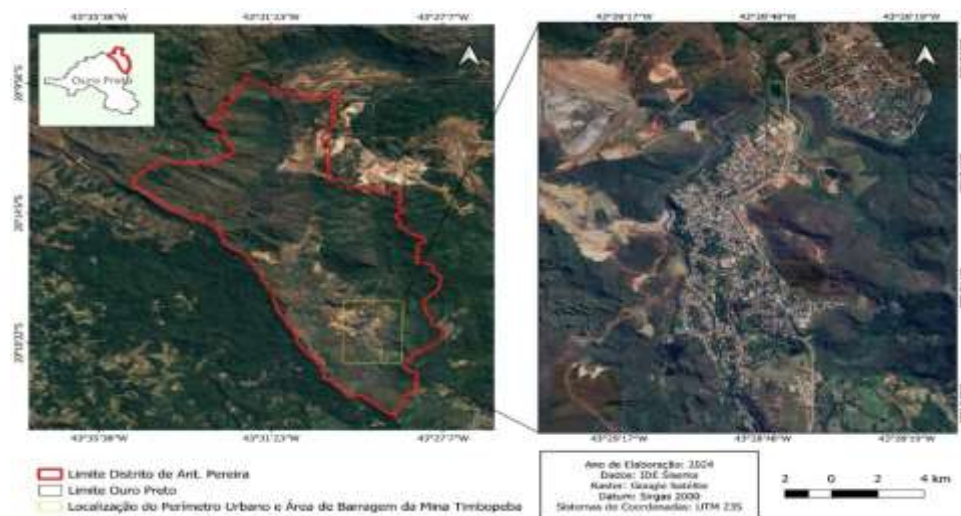 43°35'38"W 43°31'23"W 43°27'7"W
Ouro Preto
43°35'38"W 43°31'23"W 43°27'7"W
Limite Distrito de Ant. Pereira
Limite Ouro Preto
Localização do Perímetro Urbano e Área de Barragem da Mina Timbopeba
Ano de Elaboração: 2024
Dados: IDE Sisema
Raster: Google Satélite
Datum: Sirgas 2000
Sistemas de Coordenadas: UTM 23S
2 0 2 4 km